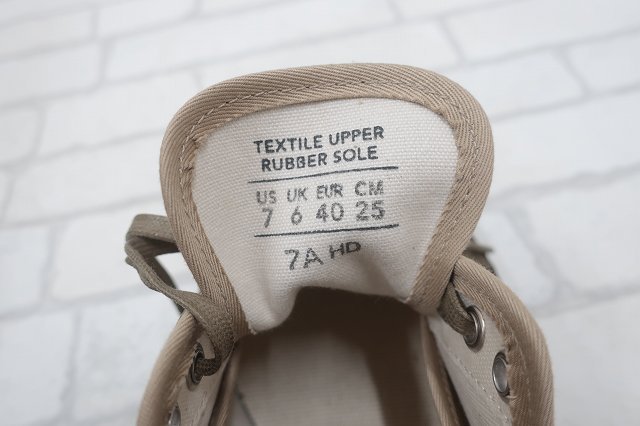 TEXTILE UPPER
RUBBER SOLE
US UK EUR CM
7 6 40 25
7A HD